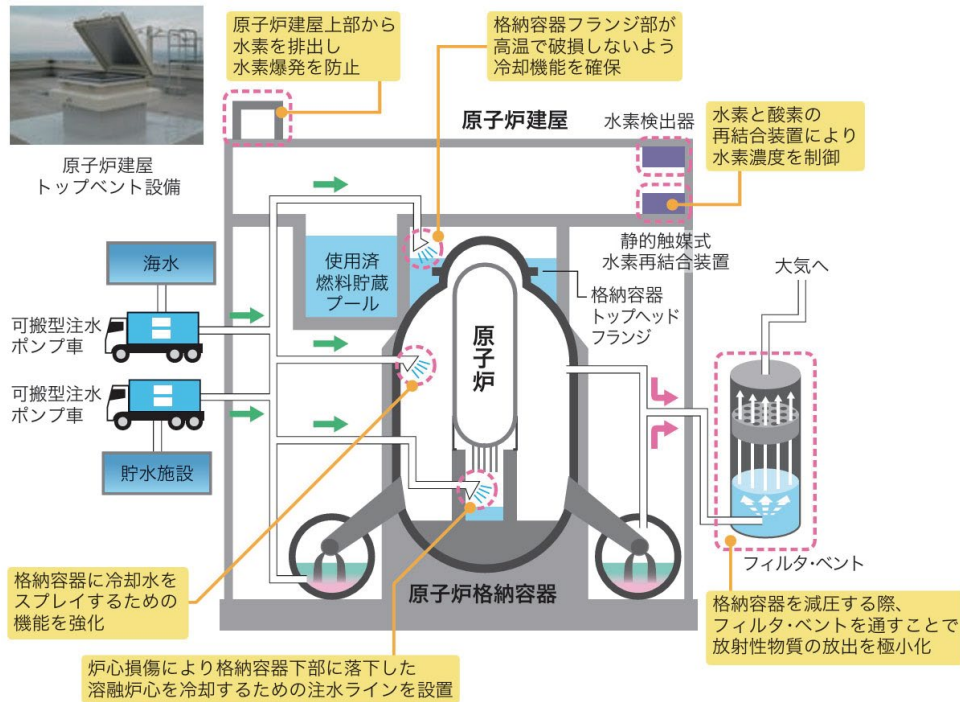 原子炉建屋上部から
水素を排出し
水素爆発を防止
格納容器フランジ部が
高温で破損しないよう
冷却機能を確保
原子炉建屋
水素検出器
水素と酸素の
再結合装置により
水素濃度を制御
原子炉建屋
トップベント設備
静的触媒式
水素再結合装置
大気へ
海水
使用済
燃料貯蔵
プール
格納容器
トップヘッド
フランジ
可搬型注水
ポンプ車
原子炉
可搬型注水
ポンプ車
貯水施設
フィルタ・ベント
格納容器に冷却水を
スプレイするための
機能を強化
原子炉格納容器
格納容器を減圧する際、
フィルタ・ベントを通すことで
放射性物質の放出を極小化
炉心損傷により格納容器下部に落下した
溶融炉心を冷却するための注水ラインを設置